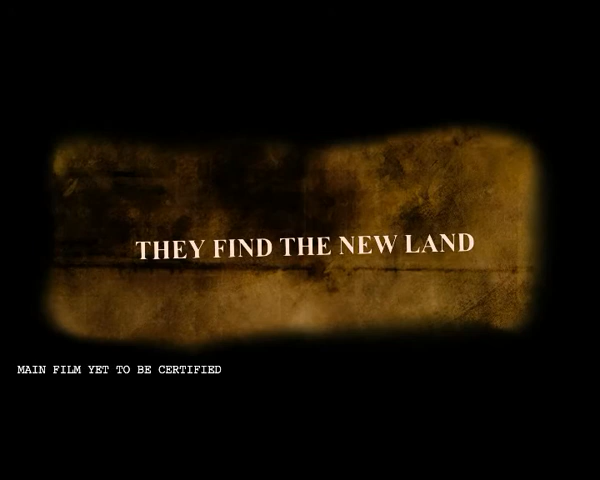 THEY FIND THE NEW LAND
MAIN FILM YET TO BE CERTIFIED